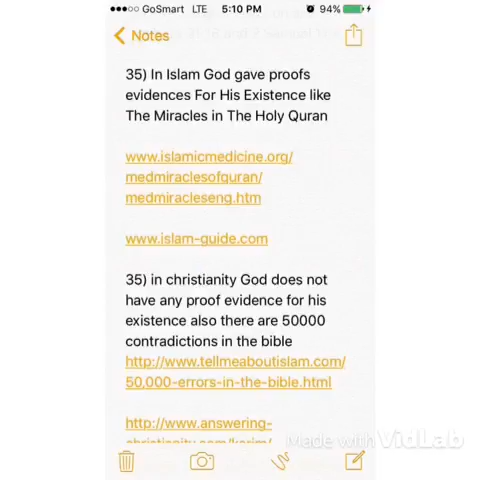 GoSmart LTE 5:10 PM 94%
Notes
35) In Islam God gave proofs
evidences For His Existence like
The Miracles in The Holy Quran
www.islamicmedicine.org/
medmiraclesofquran/
medmiracleseng.htm
www.islam-guide.com
35) in christianity God does not
have any proof evidence for his
existence also there are 50000
contradictions in the bible
http://www.tellmeaboutislam.com/
50,000-errors-in-the-bible.html
http://www.answering-
christianity.com/karim/
Made with VidLab